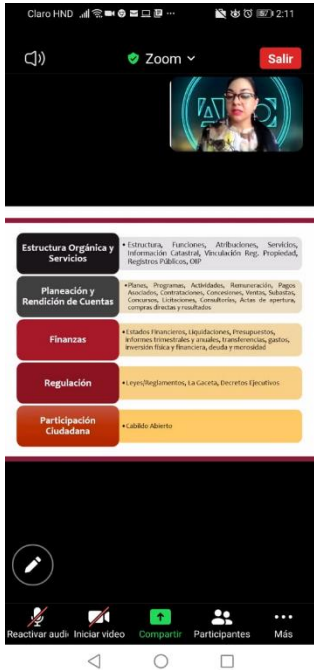 Claro HND
2:11
Zoom
Salir
Estructura Orgánica y
Servicios
• Estructura, Funciones, Atribuciones, Servicios,
Información Catastral, Vinculación Reg. Propiedad,
Registros Públicos, OIP
Planeación y
Rendición de Cuentas
•Planes, Programas, Actividades, Remuneración, Pagos
Asociados, Contrataciones, Concesiones, Ventas, Subastas,
Concursos, Licitaciones, Consultorías, Actas de apertura,
compras directas y resultados
Finanzas
•Estados Financieros, Liquidaciones, Presupuestos,
informes trimestrales y anuales, transferencias, gastos,
inversión física y financiera, deuda y morosidad
Regulación
•Leyes/Reglamentos, La Gaceta, Decretos Ejecutivos
Participación
Ciudadana
•Cabildo Abierto
Reactivar audi
Iniciar video
Compartir
Participantes
Más